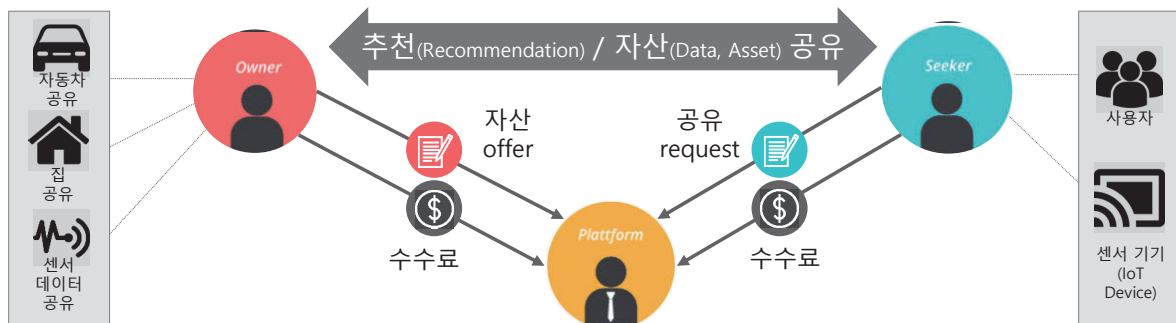 추천(Recommendation) / 자산(Data, Asset) 공유
자동차
공유
집
공유
센서
데이터
공유
Owner
자산
offer
수수료
Plattform
공유
request
수수료
Seeker
사용자
센서 기기
(IoT
Device)